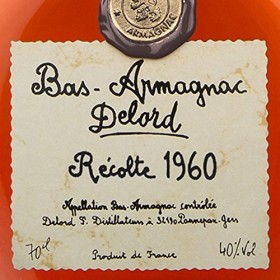 ARMAGNAC
Bas-Armagnac
Delord
Récolte 1960
Appellation Bas-Armagnac contrôlée
Delord F. Distillateurs à 32190 Lannepax-Gers
70cl 40% Vol
Produit de France